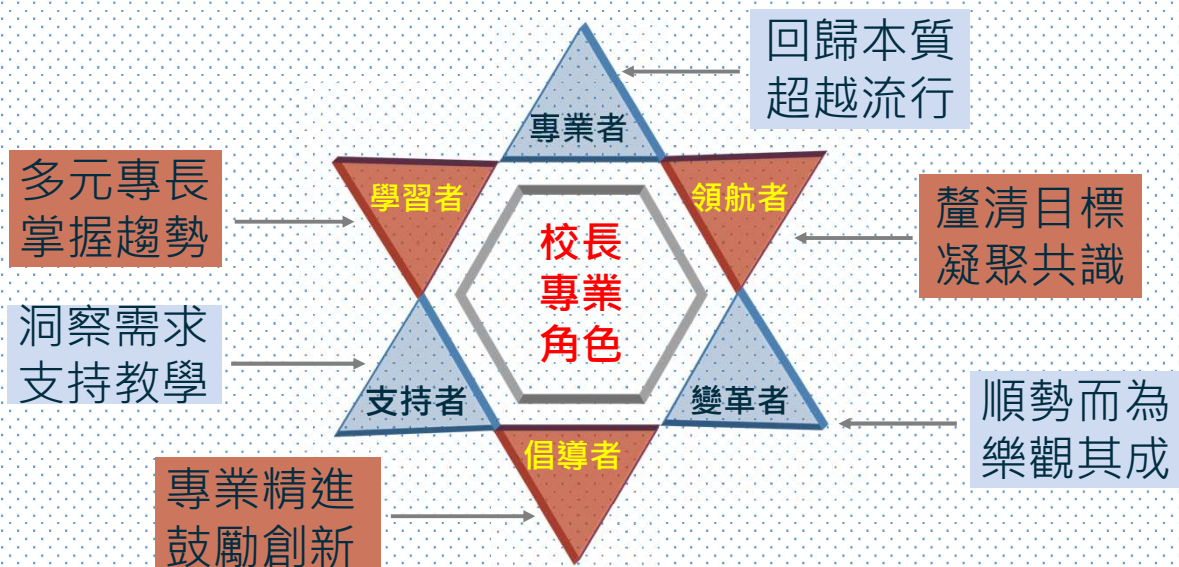 回歸本質
超越流行
專業者
多元專長
掌握趨勢
學習者
領航者
釐清目標
凝聚共識
校長
專業
角色
洞察需求
支持教學
支持者
變革者
順勢而為
樂觀其成
倡導者
專業精進
鼓勵創新